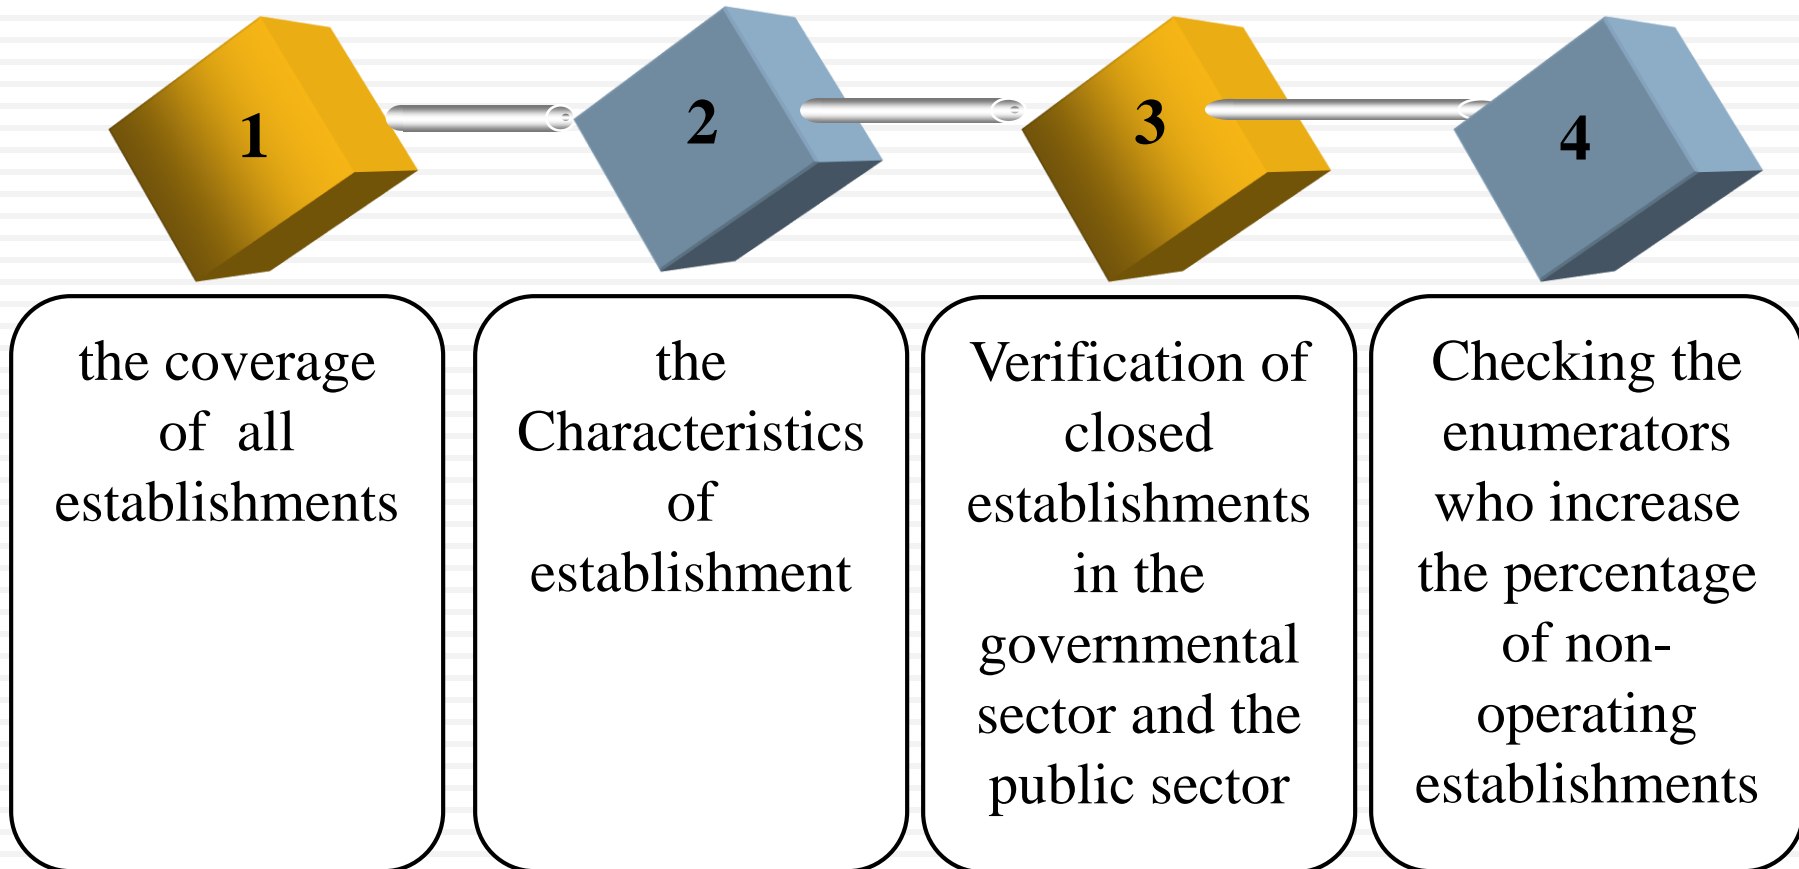 1
2
3
4
the coverage
of all
establishments
the
Characteristics
of
establishment
Verification of
closed
establishments
in the
governmental
sector and the
public sector
Checking the
enumerators
who increase
the percentage
of non-
operating
establishments